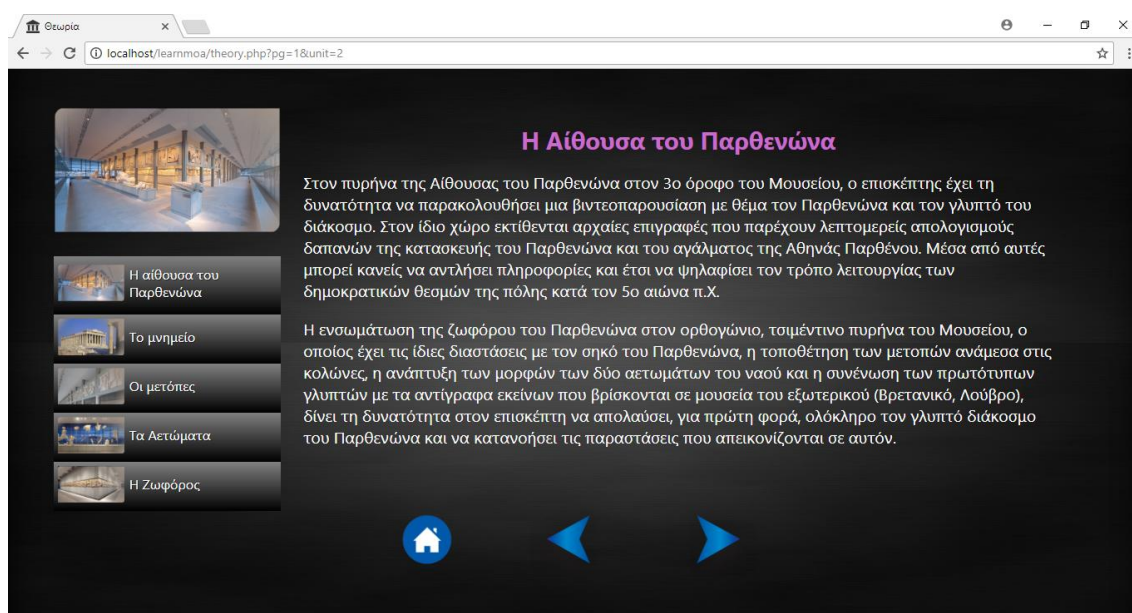 Θεωρία
localhost/learnmoa/theory.php?pg=1&unit=2
Η Αίθουσα του Παρθενώνα
Στον πυρήνα της Αίθουσας του Παρθενώνα στον 3ο όροφο του Μουσείου, ο επισκέπτης έχει τη
δυνατότητα να παρακολουθήσει μια βιντεοπαρουσίαση με θέμα τον Παρθενώνα και τον γλυπτό του
διάκοσμο. Στον ίδιο χώρο εκτίθενται αρχαίες επιγραφές που παρέχουν λεπτομερείς απολογισμούς
δαπανών της κατασκευής του Παρθενώνα και του αγάλματος της Αθηνάς Παρθένου. Μέσα από αυτές
μπορεί κανείς να αντλήσει πληροφορίες και έτσι να ψηλαφίσει τον τρόπο λειτουργίας των
δημοκρατικών θεσμών της πόλης κατά τον 5ο αιώνα π.Χ.
Η ενσωμάτωση της ζωφόρου του Παρθενώνα στον ορθογώνιο, τσιμέντινο πυρήνα του Μουσείου, ο
οποίος έχει τις ίδιες διαστάσεις με τον σηκό του Παρθενώνα, η τοποθέτηση των μετοπών ανάμεσα στις
κολώνες, η ανάπτυξη των μορφών των δύο αετωμάτων του ναού και η συνένωση των πρωτότυπων
γλυπτών με τα αντίγραφα εκείνων που βρίσκονται σε μουσεία του εξωτερικού (Βρετανικό, Λούβρο),
δίνει τη δυνατότητα στον επισκέπτη να απολαύσει, για πρώτη φορά, ολόκληρο τον γλυπτό διάκοσμο
του Παρθενώνα και να κατανοήσει τις παραστάσεις που απεικονίζονται σε αυτόν.
Η αίθουσα του
Παρθενώνα
Το μνημείο
Οι μετόπες
Τα Αετώματα
Η Ζωφόρος